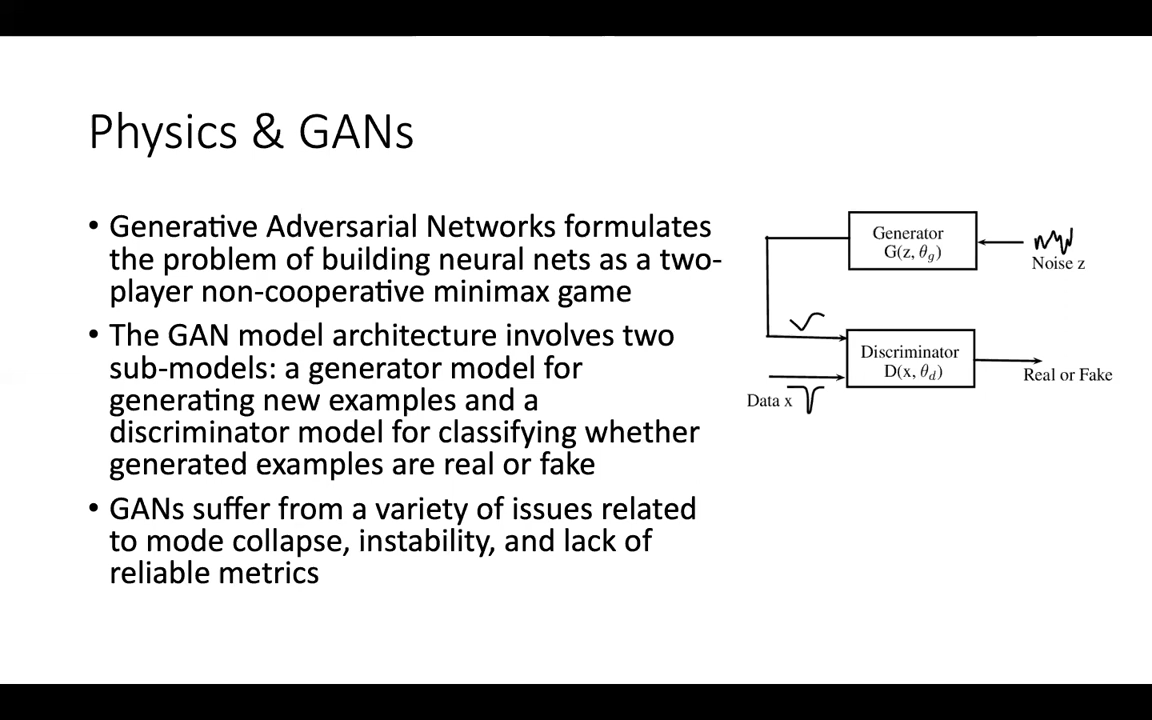 Physics & GANs
• Generative Adversarial Networks formulates
the problem of building neural nets as a two-
player non-cooperative minimax game
• The GAN model architecture involves two
sub-models: a generator model for
generating new examples and a
discriminator model for classifying whether
generated examples are real or fake
• GANs suffer from a variety of issues related
to mode collapse, instability, and lack of
reliable metrics
Generator
G(z, θg)
Noise z
Discriminator
D(x, θd)
Real or Fake
Data x